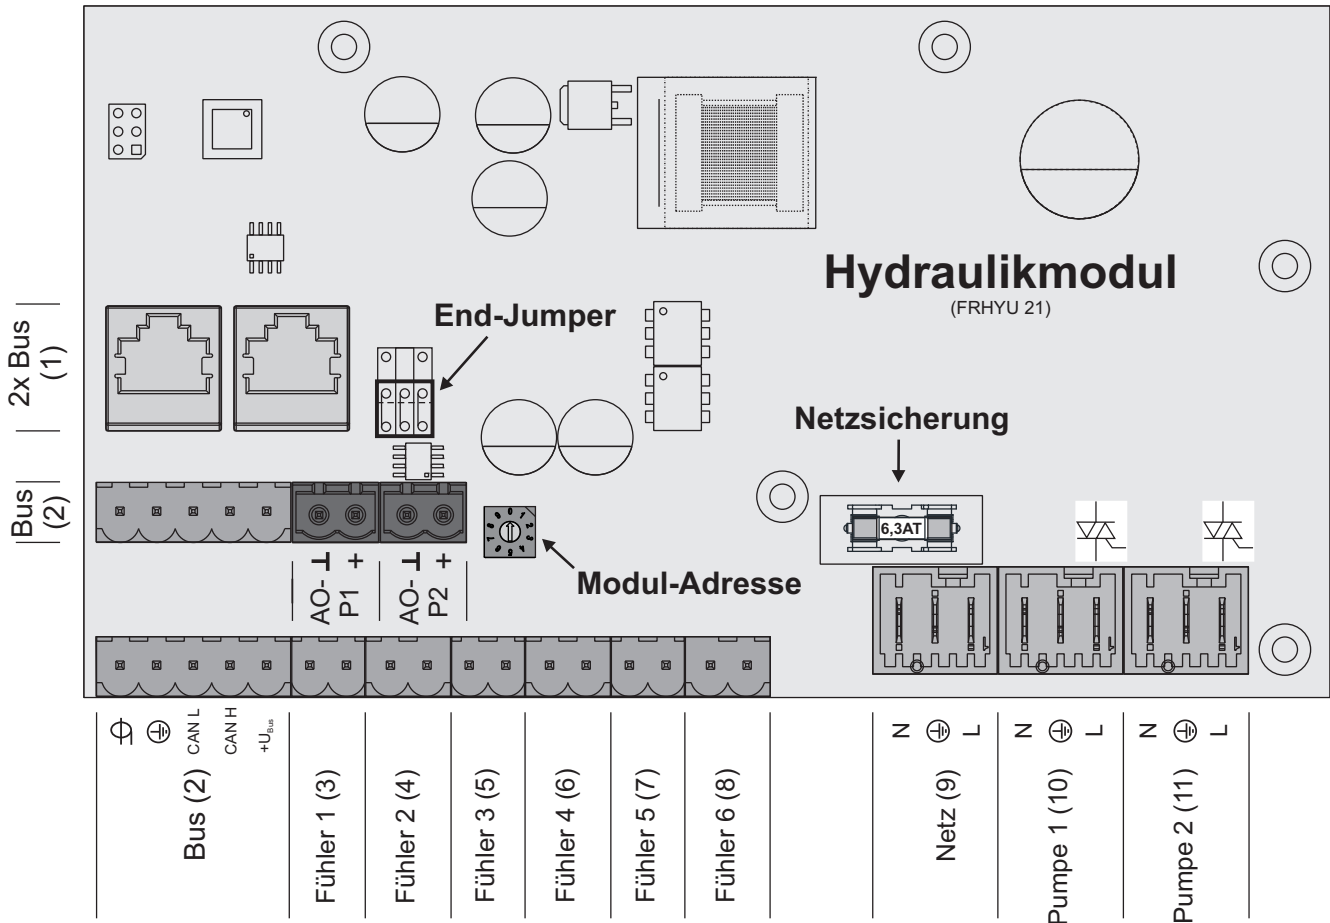 Hydraulikmodul
(FRHYU 21)
End-Jumper
2x Bus
(1)
Netzsicherung
6,3AT
Bus
(2)
AO-
P1
+
AO-
P2
+
Modul-Adresse
CAN L
CAN H
+U Bus
N
L
N
L
N
L
Bus (2)
Fühler 1 (3)
Fühler 2 (4)
Fühler 3 (5)
Fühler 4 (6)
Fühler 5 (7)
Fühler 6 (8)
Netz (9)
Pumpe 1 (10)
Pumpe 2 (11)